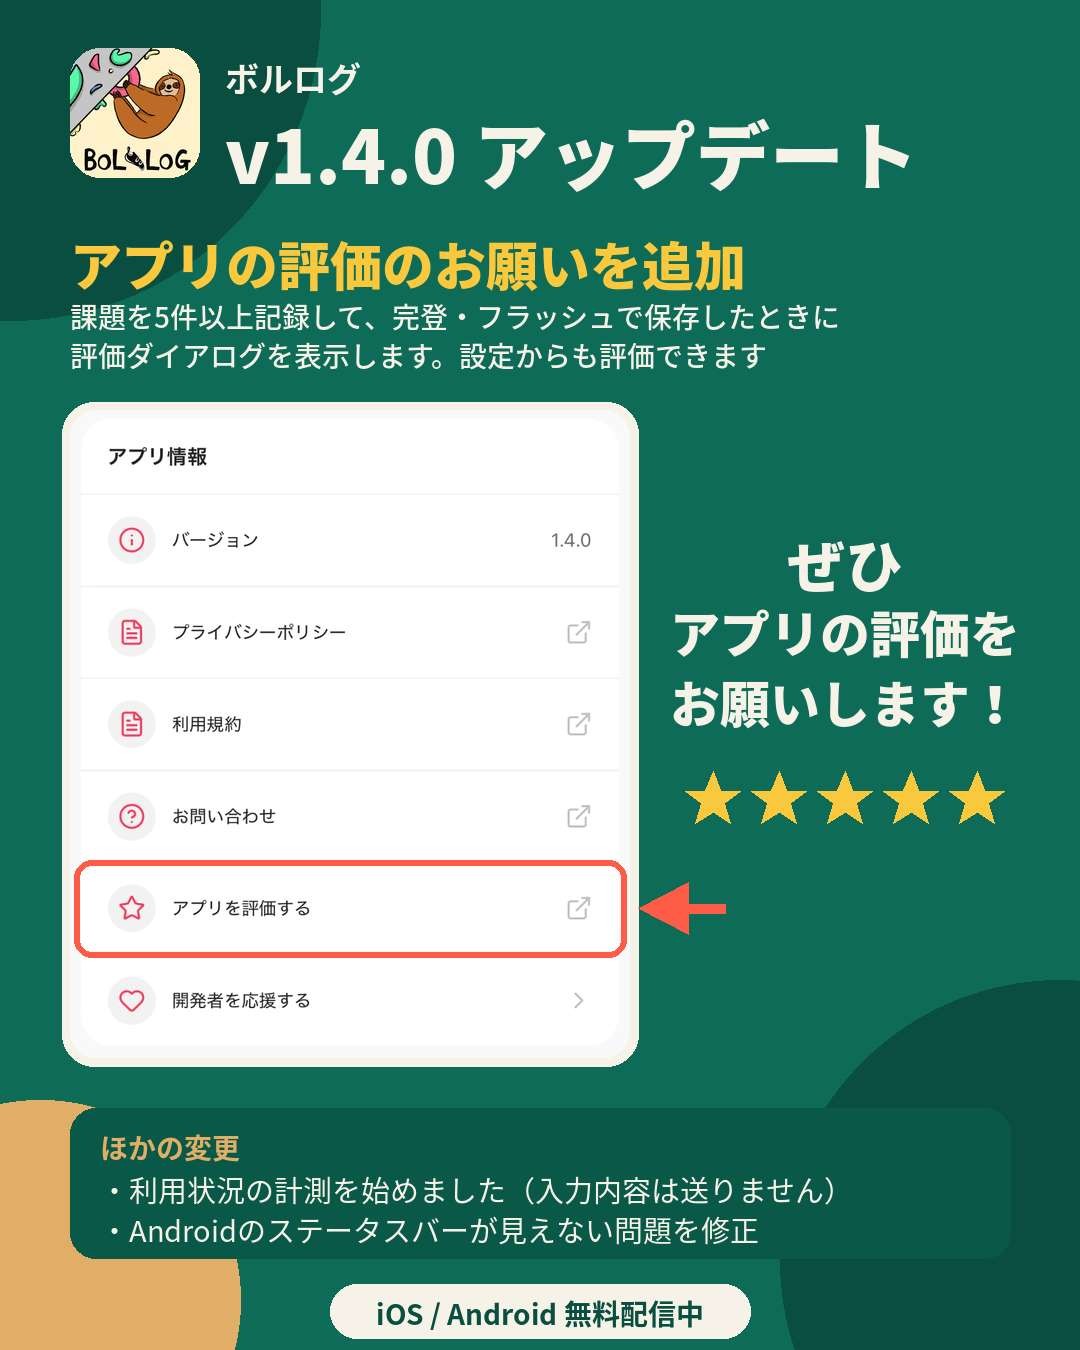 BOLLOG
ボルログ
v1.4.0 アップデート
アプリの評価のお願いを追加
課題を5件以上記録して、完登・フラッシュで保存したときに
評価ダイアログを表示します。設定からも評価できます
アプリ情報
バージョン 1.4.0
プライバシーポリシー
利用規約
お問い合わせ
アプリを評価する
開発者を応援する
ぜひ
アプリの評価を
お願いします！
ほかの変更
・利用状況の計測を始めました（入力内容は送りません）
・Androidのステータスバーが見えない問題を修正
iOS / Android 無料配信中